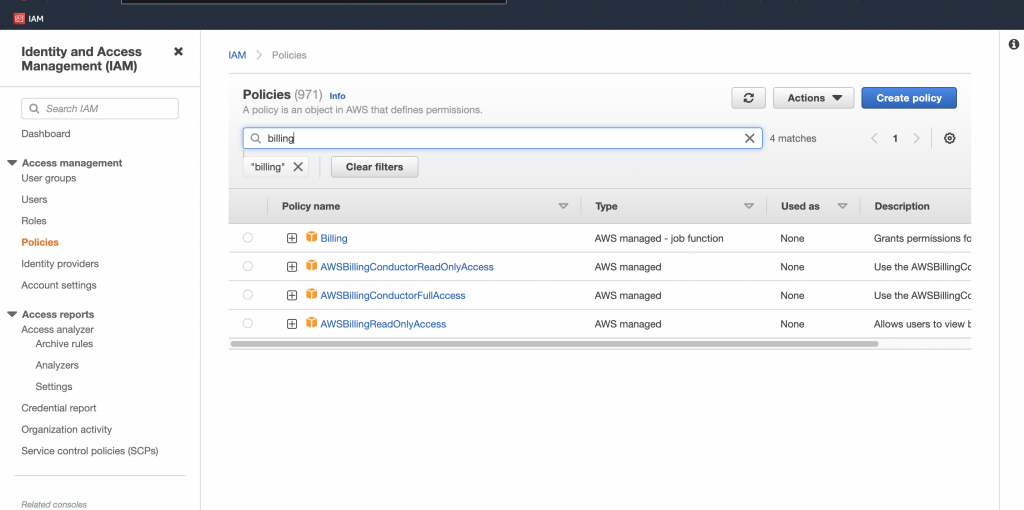 IAM
Identity and Access
Management (IAM)
Search IAM
Dashboard
Access management
User groups
Users
Roles
Policies
Identity providers
Account settings
Access reports
Access analyzer
Archive rules
Analyzers
Settings
Credential report
Organization activity
Service control policies (SCPs)
Related consoles
IAM > Policies
Policies (971) Info
A policy is an object in AWS that defines permissions.
Actions
Create policy
billing
4 matches
1
"billing"
Clear filters
Policy name Type Used as Description
Billing AWS managed - job function None Grants permissions fo
AWSBillingConductorReadOnlyAccess AWS managed None Use the AWSBillingCo
AWSBillingConductorFullAccess AWS managed None Use the AWSBillingCo
AWSBillingReadOnlyAccess AWS managed None Allows users to view b